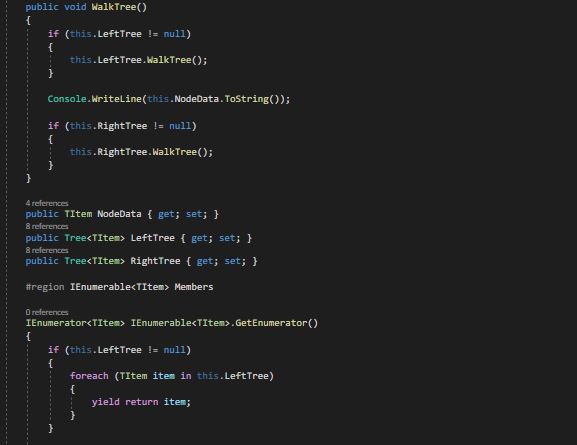 public void WalkTree()
{
if (this.LeftTree != null)
{
this.LeftTree.WalkTree();
}
Console.WriteLine(this.NodeData.ToString());
if (this.RightTree != null)
{
this.RightTree.WalkTree();
}
}
4 references
public TItem NodeData { get; set; }
8 references
public Tree<TItem> LeftTree { get; set; }
8 references
public Tree<TItem> RightTree { get; set; }
#region IEnumerable<TItem> Members
0 references
IEnumerator<TItem> IEnumerable<TItem>.GetEnumerator()
{
if (this.LeftTree != null)
{
foreach (TItem item in this.LeftTree)
{
yield return item;
}
}